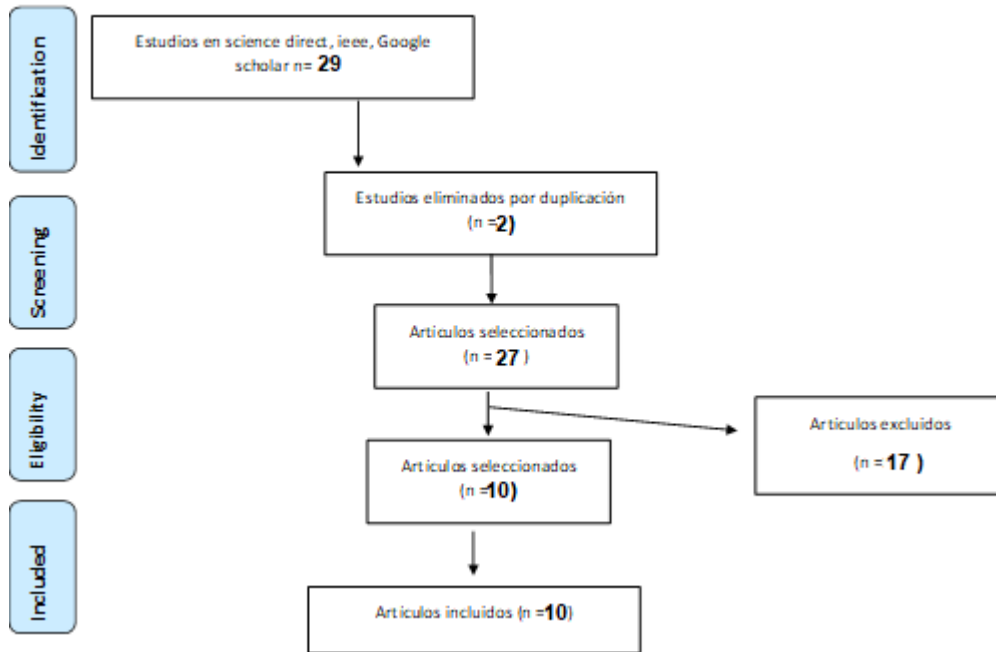 Identification
Estudios en science direct, ieee, Google
scholar n= 29
Screening
Estudios eliminados por duplicación
(n =2)
Artículos seleccionados
(n = 27 )
Eligibility
Artículos excluidos
(n = 17 )
Artículos seleccionados
(n =10)
Included
Artículos incluidos (n =10)